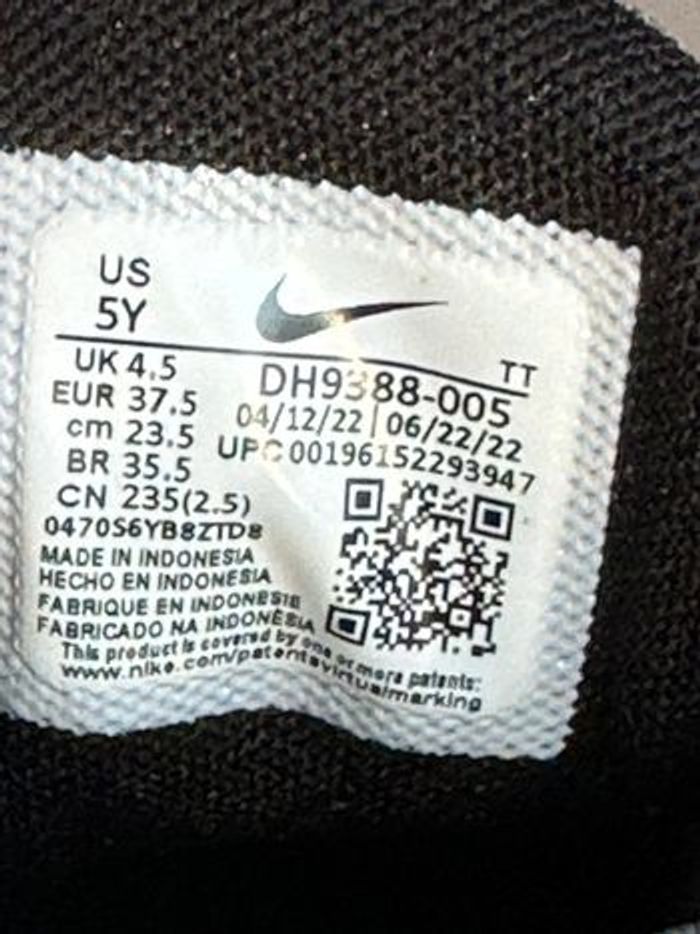 US
5Y
TT
UK 4.5
DH9388-005
EUR 37.5
04/12/22 | 06/22/22
cm 23.5
UPC 00196152293947
BR 35.5
CN 235(2.5)
0470S6YB8ZTD8
MADE IN INDONESIA
HECHO EN INDONESIA
FABRIQUE EN INDONESIE
FABRICADO NA INDONÉSIA
This product is covered by one or more patents:
www.nike.com/patentsvirtualmarking